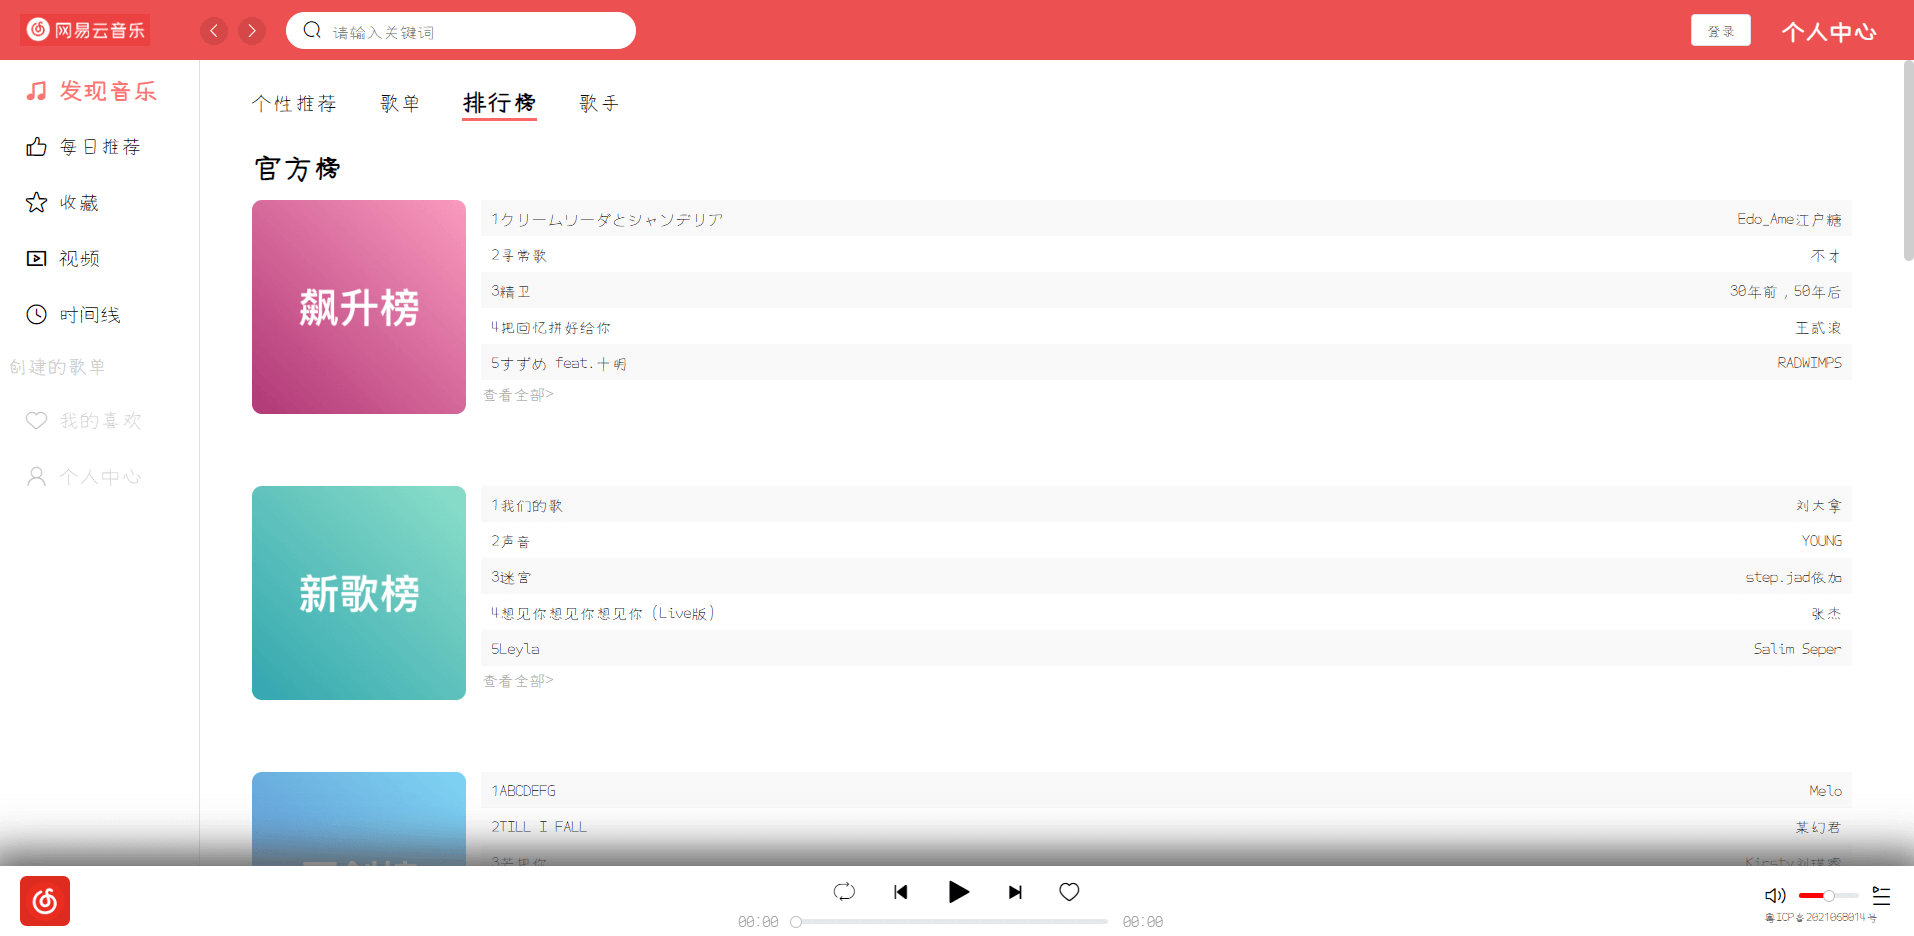 网易云音乐
请输入关键词
登录
个人中心
发现音乐
每日推荐
收藏
视频
时间线
创建的歌单
我的喜欢
个人中心
个性推荐 歌单 排行榜 歌手
官方榜
飙升榜
1クリームソーダとシャンデリア Edo_Ame江户糖
2寻常歌 不才
3精卫 30年前，50年后
4把回忆拼好给你 王贰浪
5すずめ feat.十明 RADWIMPS
查看全部>
新歌榜
1我们的歌 刘大拿
2声音 YOUNG
3迷宫 step.jad依加
4想见你想见你想见你（Live版） 张杰
5Leyla Salim Seper
查看全部>
1ABCDEFG Melo
2TILL I FALL 某幻君
00:00 00:00
粤ICP备2021068014号